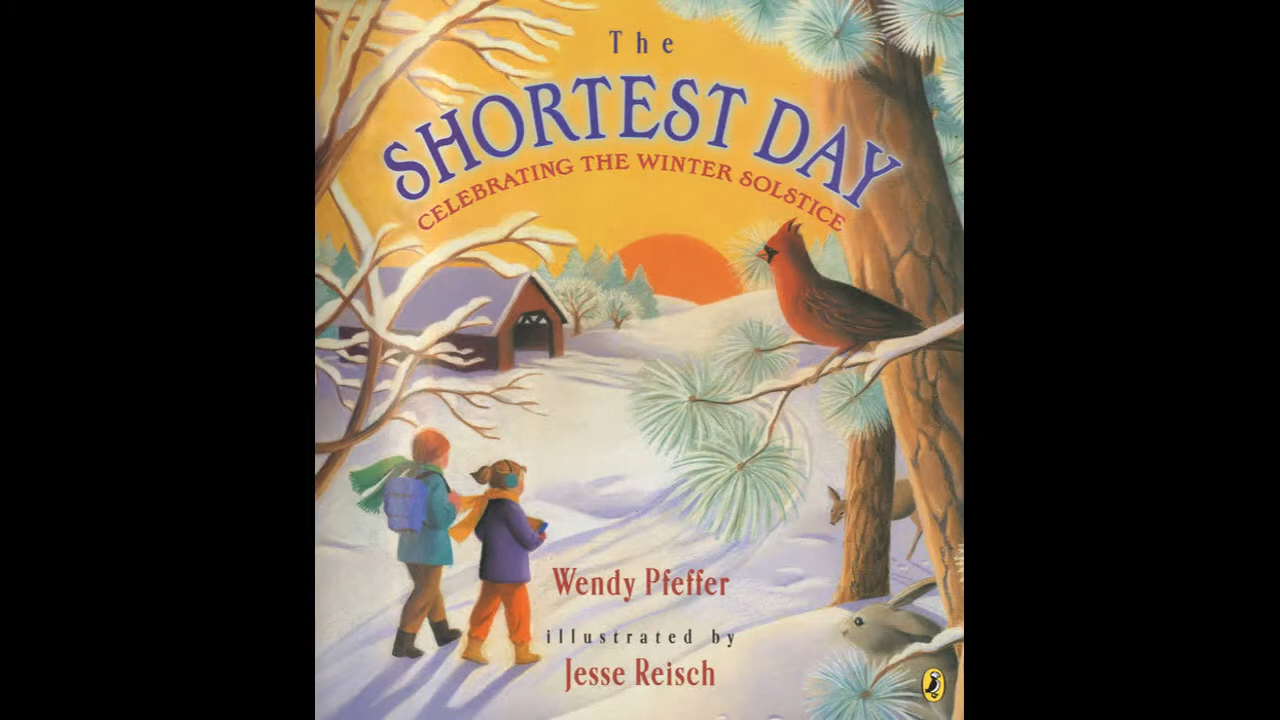 The
SHORTEST DAY
CELEBRATING THE WINTER SOLSTICE
Wendy Pfeffer
illustrated by
Jesse Reisch